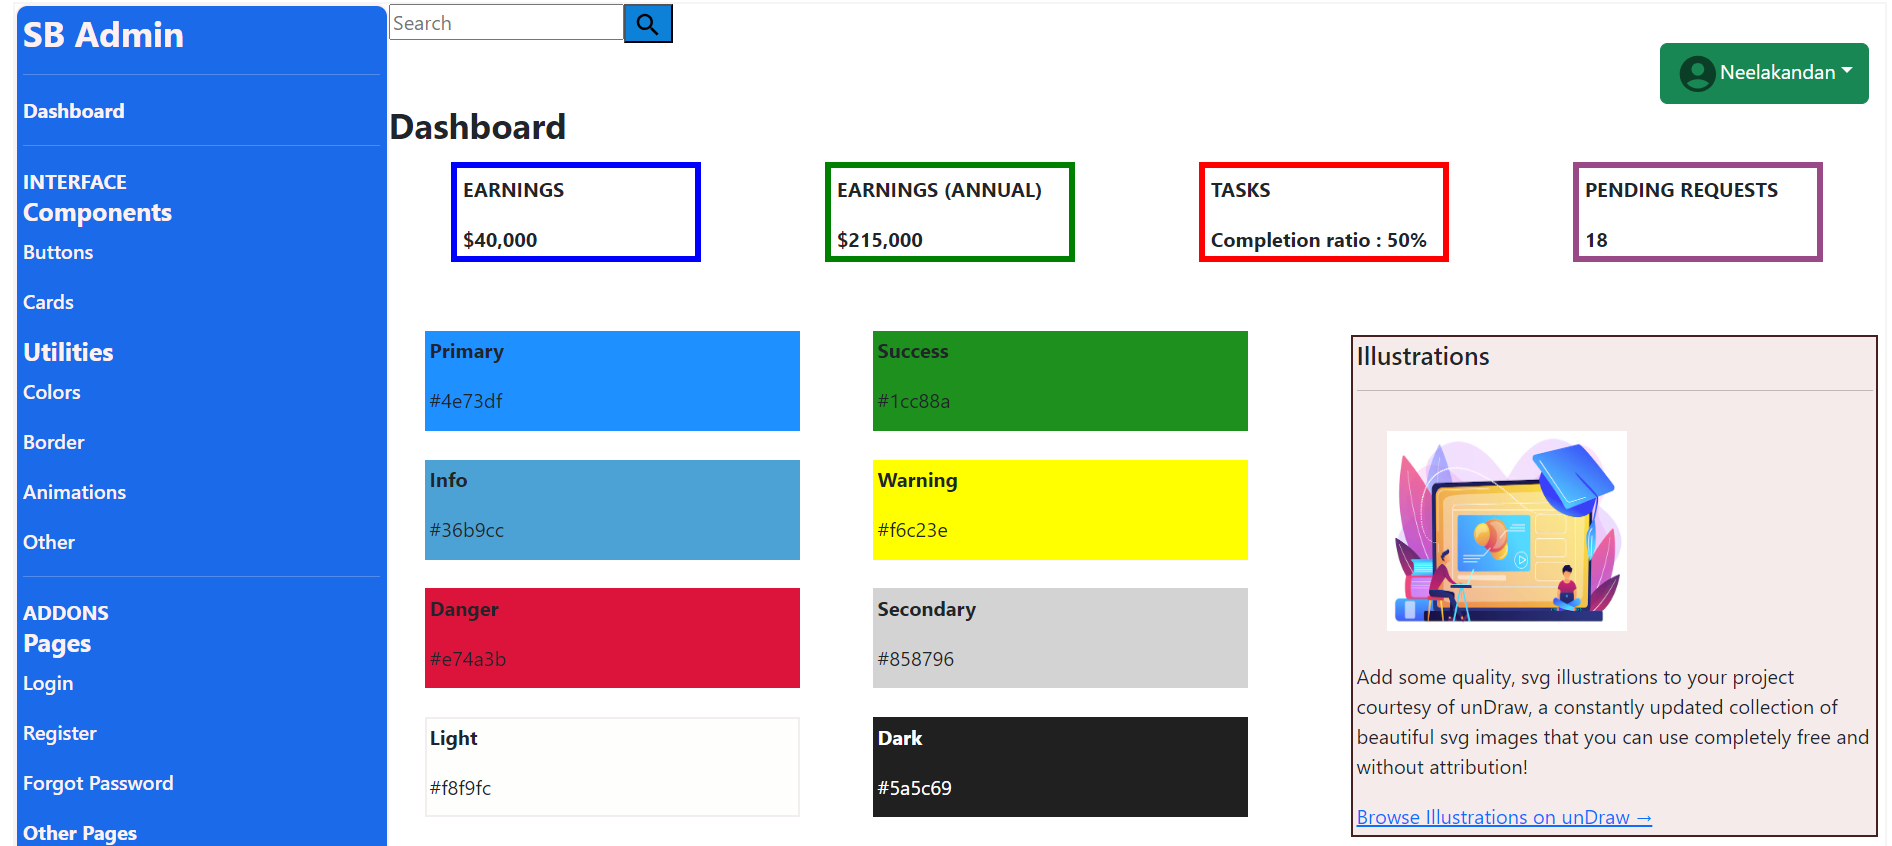 SB Admin
Dashboard
INTERFACE
Components
Buttons
Cards
Utilities
Colors
Border
Animations
Other
ADDONS
Pages
Login
Register
Forgot Password
Other Pages
Search
Neelakandan
Dashboard
EARNINGS
$40,000
EARNINGS (ANNUAL)
$215,000
TASKS
Completion ratio : 50%
PENDING REQUESTS
18
Primary
#4e73df
Success
#1cc88a
Info
#36b9cc
Warning
#f6c23e
Danger
#e74a3b
Secondary
#858796
Light
#f8f9fc
Dark
#5a5c69
Illustrations
Add some quality, svg illustrations to your project
courtesy of unDraw, a constantly updated collection of
beautiful svg images that you can use completely free and
without attribution!
Browse Illustrations on unDraw →